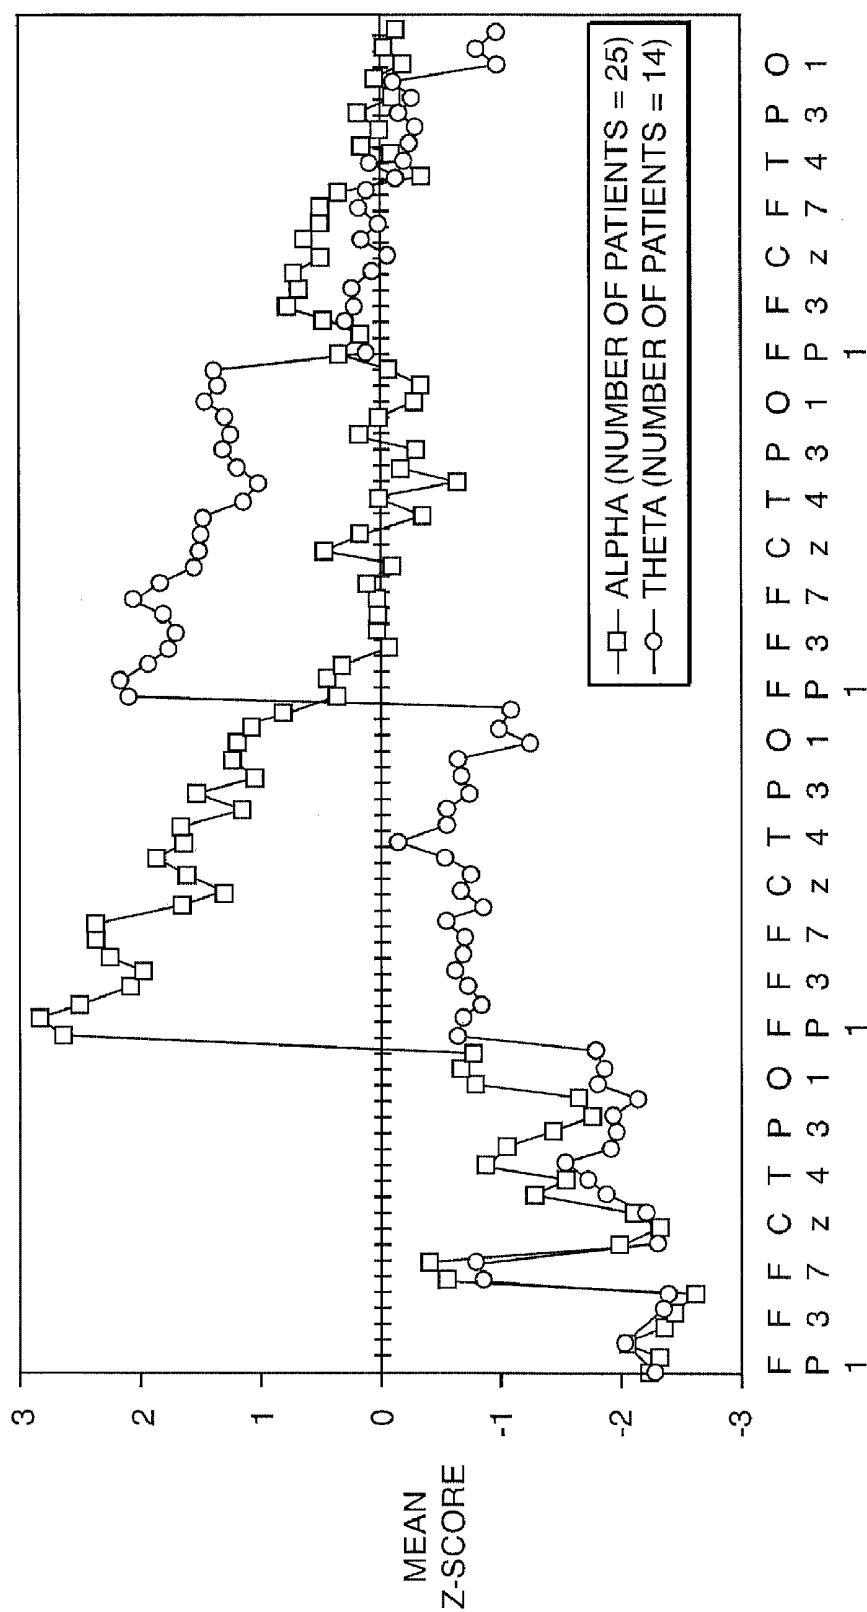 3
2
1
0
-1
-2
-3
MEAN
Z-SCORE
ALPHA (NUMBER OF PATIENTS = 25)
THETA (NUMBER OF PATIENTS = 14)
F F F C T P O F F F C T P O F F F C T P O F F C F T P O
P 3 7 z 4 3 1 P 3 7 z 4 3 1 P 3 7 z 4 3 1 P 3 z 7 4 3 1
1 1 1 1